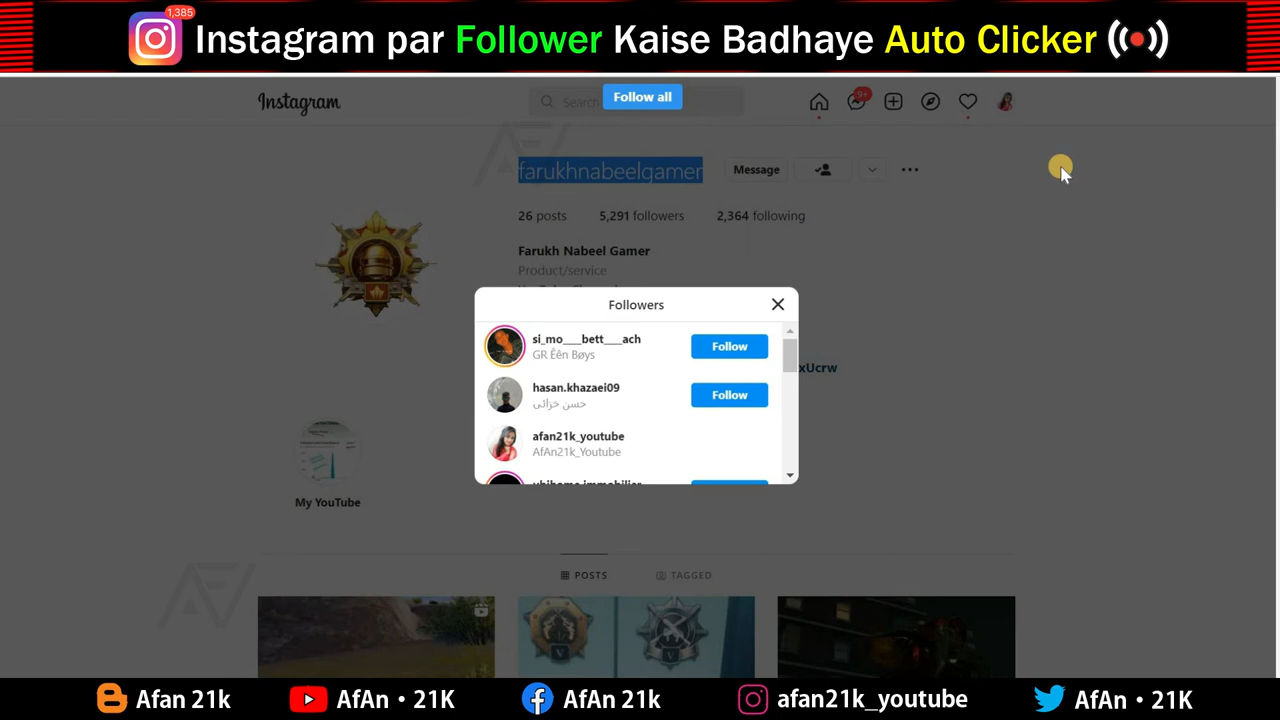 1,385
Instagram par Follower Kaise Badhaye Auto Clicker
Instagram
Search
Follow all
9+
farukhnabeelgamer
Message
26 posts 5,291 followers 2,364 following
Farukh Nabeel Gamer
Product/service
Followers
si_mo___bett___ach
GR Êên Bøys
Follow
xUcrw
hasan.khazaei09
حسن خزائی
Follow
afan21k_youtube
AfAn21k_Youtube
My YouTube
POSTS
TAGGED
Afan 21k
AfAn • 21K
AfAn 21k
afan21k_youtube
AfAn • 21K